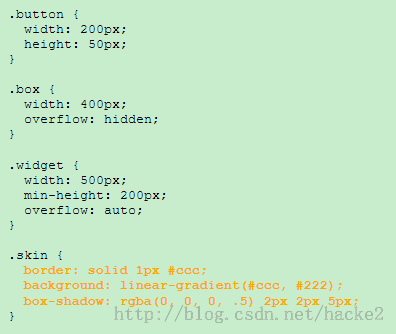 .button {
  width: 200px;
  height: 50px;
}
.box {
  width: 400px;
  overflow: hidden;
}
.widget {
  width: 500px;
  min-height: 200px;
  overflow: auto;
}
.skin {
  border: solid 1px #ccc;
  background: linear-gradient(#ccc, #222);
  box-shadow: rgba(0, 0, 0, .5) 2px 2px 5px;
}
http://blog.csdn.net/hacke2